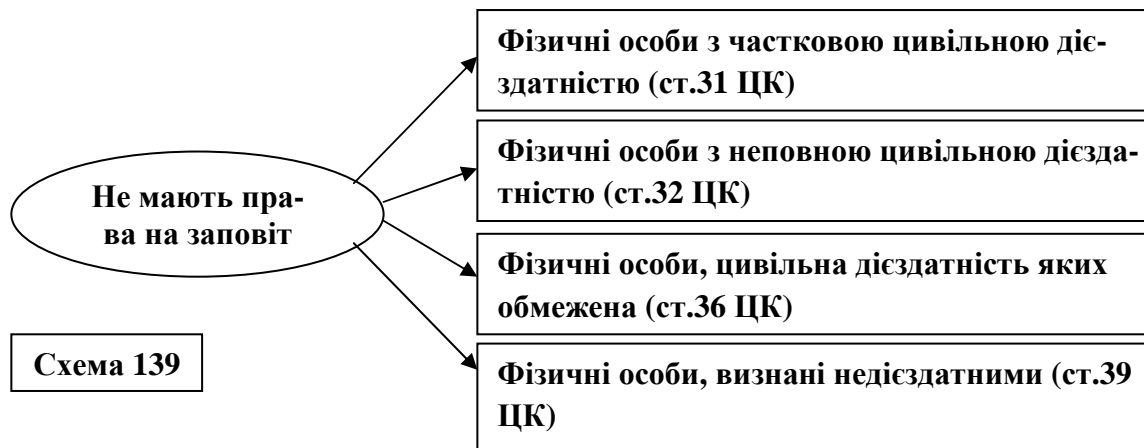 Фізичні особи з частковою цивільною діє-
здатністю (ст.31 ЦК)
Фізичні особи з неповною цивільною дієзда-
тністю (ст.32 ЦК)
Не мають пра-
ва на заповіт
Фізичні особи, цивільна дієздатність яких
обмежена (ст.36 ЦК)
Схема 139
Фізичні особи, визнані недієздатними (ст.39
ЦК)